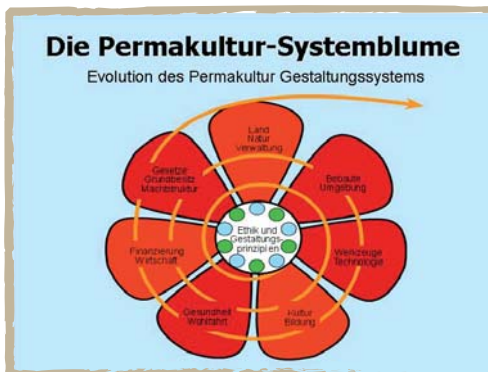 Die Permakultur-Systemblume
Evolution des Permakultur Gestaltungssystems
Land
Natur
verwaltung
Gesetze
Grundbesitz
Machtstruktur
Bebaute
Umgebung
Ethik und
Gestaltungs-
prinzipien
Finanzierung
Wirtschaft
Werkzeuge
Technologie
Gesundheit
Wohlfahrt
Kultur
Bildung